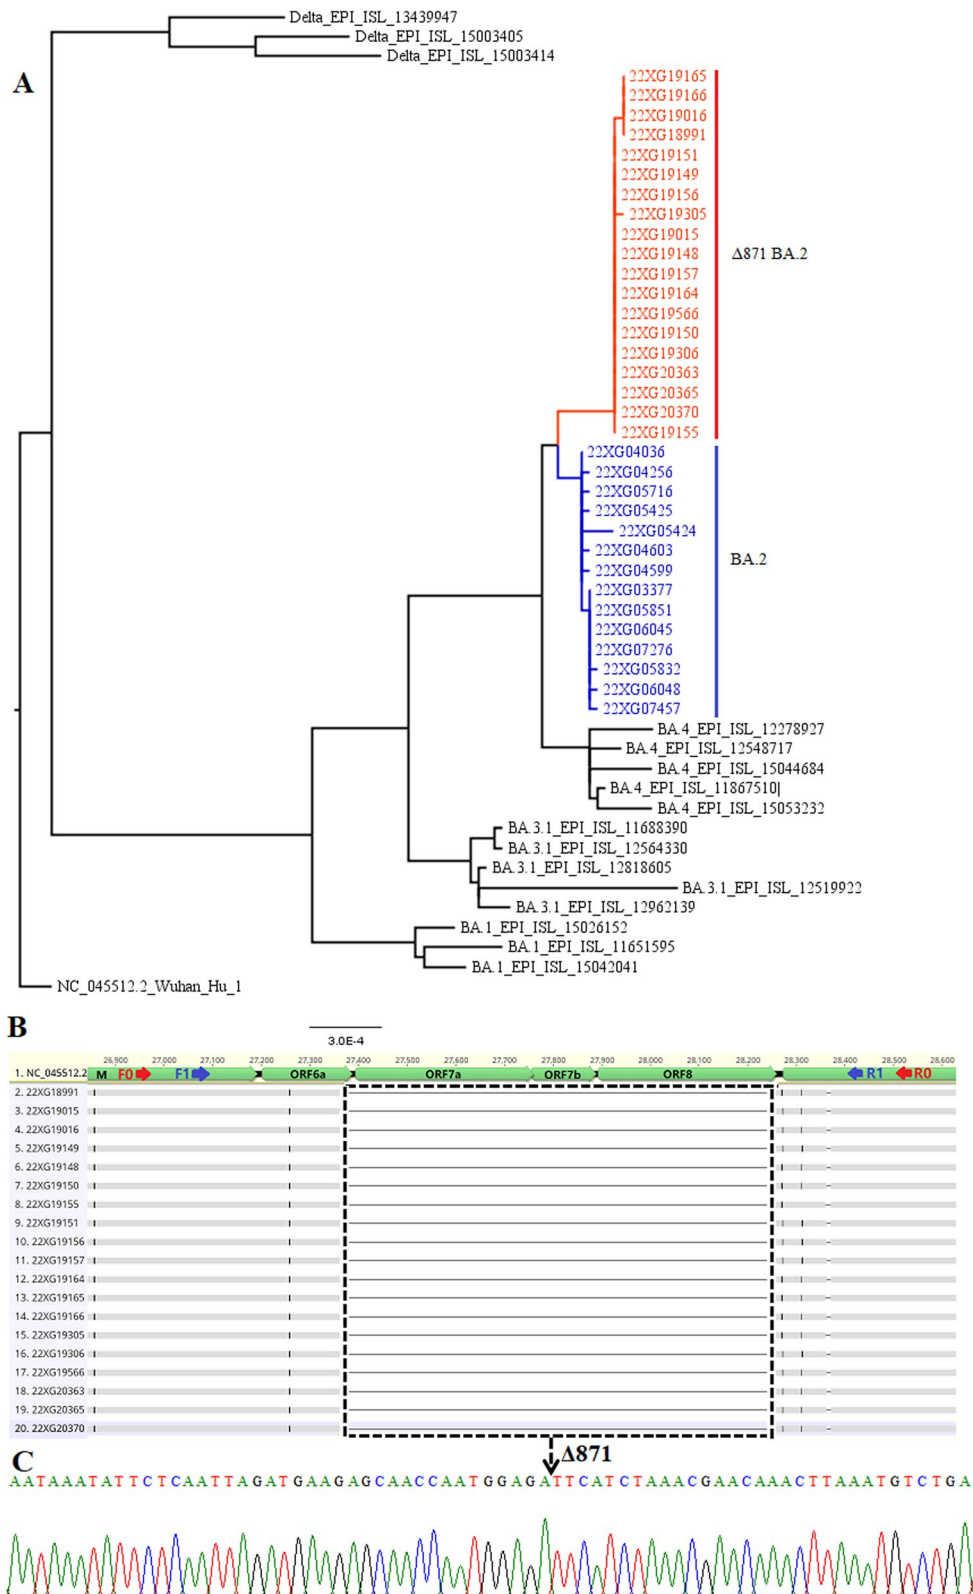 Delta_EPI_ISL_13439947
Delta_EPI_ISL_15003405
Delta_EPI_ISL_15003414
A
22XG19165
22XG19166
22XG19016
22XG18991
22XG19151
22XG19149
22XG19156
22XG19305
22XG19015
22XG19148
Δ871 BA.2
22XG19157
22XG19164
22XG19566
22XG19150
22XG19306
22XG20363
22XG20365
22XG20370
22XG19155
22XG04036
22XG04256
22XG05716
22XG05425
22XG05424
22XG04603
BA.2
22XG04599
22XG03377
22XG05851
22XG06045
22XG07276
22XG05832
22XG06048
22XG07457
BA.4_EPI_ISL_12278927
BA.4_EPI_ISL_12548717
BA.4_EPI_ISL_15044684
BA.4_EPI_ISL_11867510|
BA.4_EPI_ISL_15053232
BA.3.1_EPI_ISL_11688390
BA.3.1_EPI_ISL_12564330
BA.3.1_EPI_ISL_12818605
BA.3.1_EPI_ISL_12519922
BA.3.1_EPI_ISL_12962139
BA.1_EPI_ISL_15026152
BA.1_EPI_ISL_11651595
BA.1_EPI_ISL_15042041
NC_045512.2_Wuhan_Hu_1
3.0E-4
B
26,900 27,000 27,100 27,200 27,300 27,400 27,500 27,600 27,700 27,800 27,900 28,000 28,100 28,200 28,300 28,400 28,500 28,600
1. NC_045512.2 M F0 F1 ORF6a ORF7a ORF7b ORF8 R1 R0
2. 22XG18991
3. 22XG19015
4. 22XG19016
5. 22XG19149
6. 22XG19148
7. 22XG19150
8. 22XG19155
9. 22XG19151
10. 22XG19156
11. 22XG19157
12. 22XG19164
13. 22XG19165
14. 22XG19166
15. 22XG19305
16. 22XG19306
17. 22XG19566
18. 22XG20363
19. 22XG20365
20. 22XG20370
C
Δ871
AATAAATATTCTCAATTAGATGAAGAGCAACCAATGGAGATTCATCTAAACGAACAAACTTAAATGTCTGA